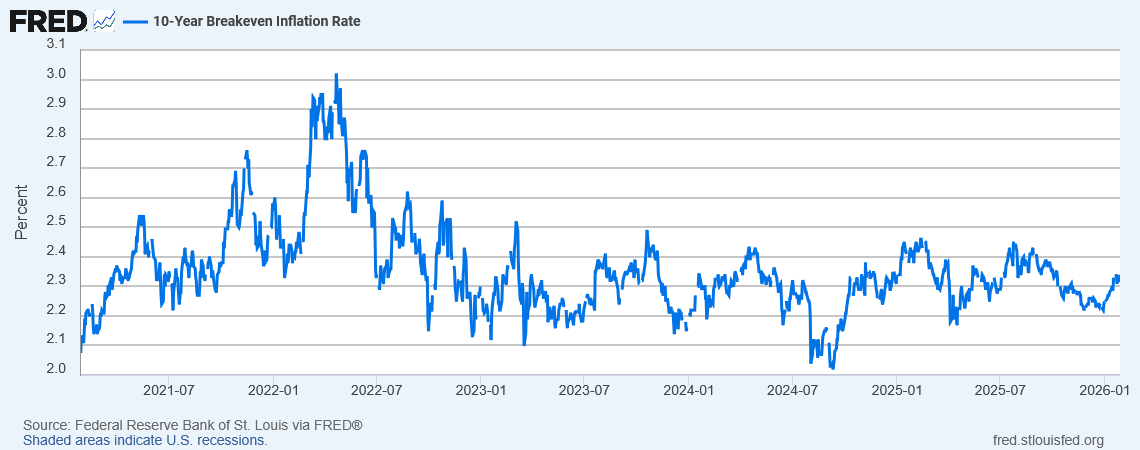 FRED 10-Year Breakeven Inflation Rate
3.1
3.0
2.9
2.8
2.7
2.6
2.5
2.4
2.3
2.2
2.1
2.0
Percent
2021-07 2022-01 2022-07 2023-01 2023-07 2024-01 2024-07 2025-01 2025-07 2026-01
Source: Federal Reserve Bank of St. Louis via FRED®
Shaded areas indicate U.S. recessions. fred.stlouisfed.org